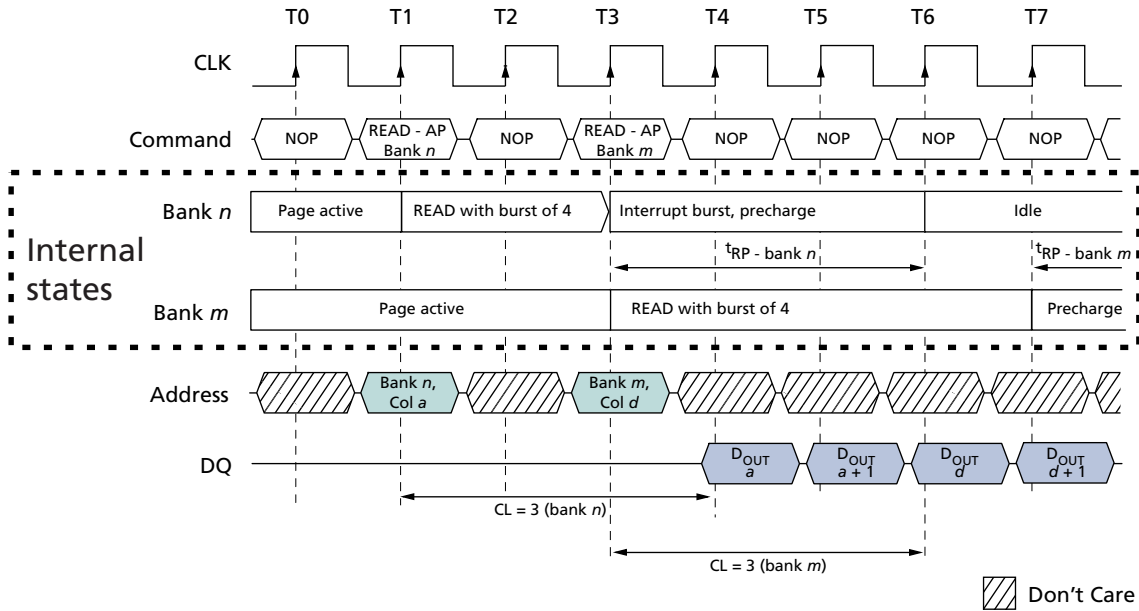 T0 T1 T2 T3 T4 T5 T6 T7
CLK
Command NOP READ - AP Bank n NOP READ - AP Bank m NOP NOP NOP NOP
Bank n Page active READ with burst of 4 Interrupt burst, precharge Idle
Internal states
tRP - bank n tRP - bank m
Bank m Page active READ with burst of 4 Precharge
Address Bank n, Col a Bank m, Col d
DQ DOUT a DOUT a + 1 DOUT d DOUT d + 1
CL = 3 (bank n)
CL = 3 (bank m)
Don't Care